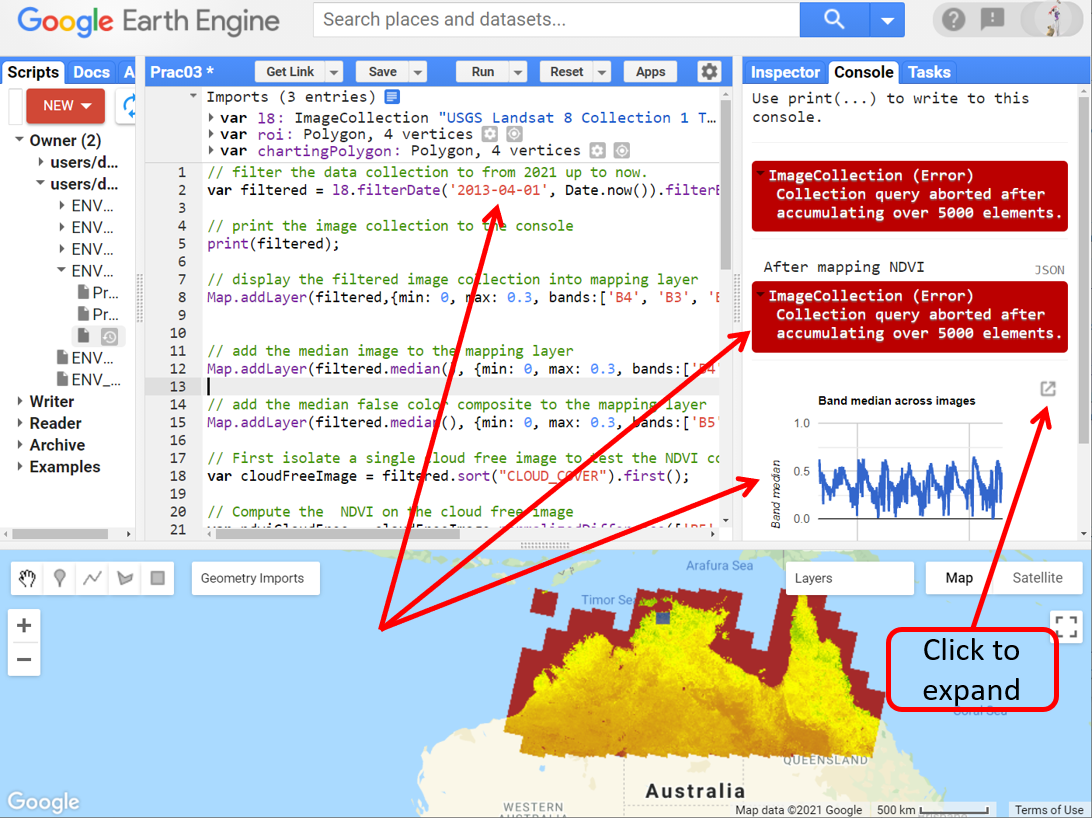 Google Earth Engine
Search places and datasets...
Scripts Docs A
NEW
Owner (2)
users/d...
users/d...
ENV...
ENV...
ENV...
ENV...
Pr...
Pr...
ENV...
ENV_...
Writer
Reader
Archive
Examples
Prac03 *
Get Link Save Run Reset Apps
Imports (3 entries)
var l8: ImageCollection "USGS Landsat 8 Collection 1 T...
var roi: Polygon, 4 vertices
var chartingPolygon: Polygon, 4 vertices
1 // filter the data collection to from 2021 up to now.
2 var filtered = l8.filterDate('2013-04-01', Date.now()).filterB
3
4 // print the image collection to the console
5 print(filtered);
6
7 // display the filtered image collection into mapping layer
8 Map.addLayer(filtered,{min: 0, max: 0.3, bands:['B4', 'B3', 'B
9
10
11 // add the median image to the mapping layer
12 Map.addLayer(filtered.median(), {min: 0, max: 0.3, bands:['B4'
13
14 // add the median false color composite to the mapping layer
15 Map.addLayer(filtered.median(), {min: 0, max: 0.3, bands:['B5'
16
17 // First isolate a single cloud free image to test the NDVI co
18 var cloudFreeImage = filtered.sort("CLOUD_COVER").first();
19
20 // Compute the  NDVI on the cloud free image
21
Inspector Console Tasks
Use print(...) to write to this
console.
ImageCollection (Error)
Collection query aborted after
accumulating over 5000 elements.
After mapping NDVI
JSON
ImageCollection (Error)
Collection query aborted after
accumulating over 5000 elements.
Band median across images
Band median
1.0
0.5
0.0
Geometry Imports
Layers
Map Satellite
Arafura Sea
Timor Sea
Click to
expand
Coral Sea
QUEENSLAND
Australia
WESTERN
AUSTRALIA
Google
Map data ©2021 Google 500 km Terms of Use